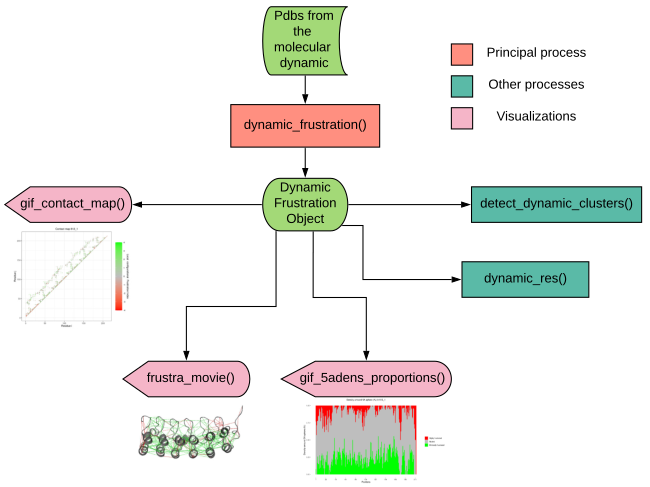 Pdbs from
the
molecular
dynamic
Principal process
Other processes
Visualizations
dynamic_frustration()
Dynamic
Frustration
Object
gif_contact_map()
detect_dynamic_clusters()
dynamic_res()
frustra_movie()
gif_5adens_proportions()